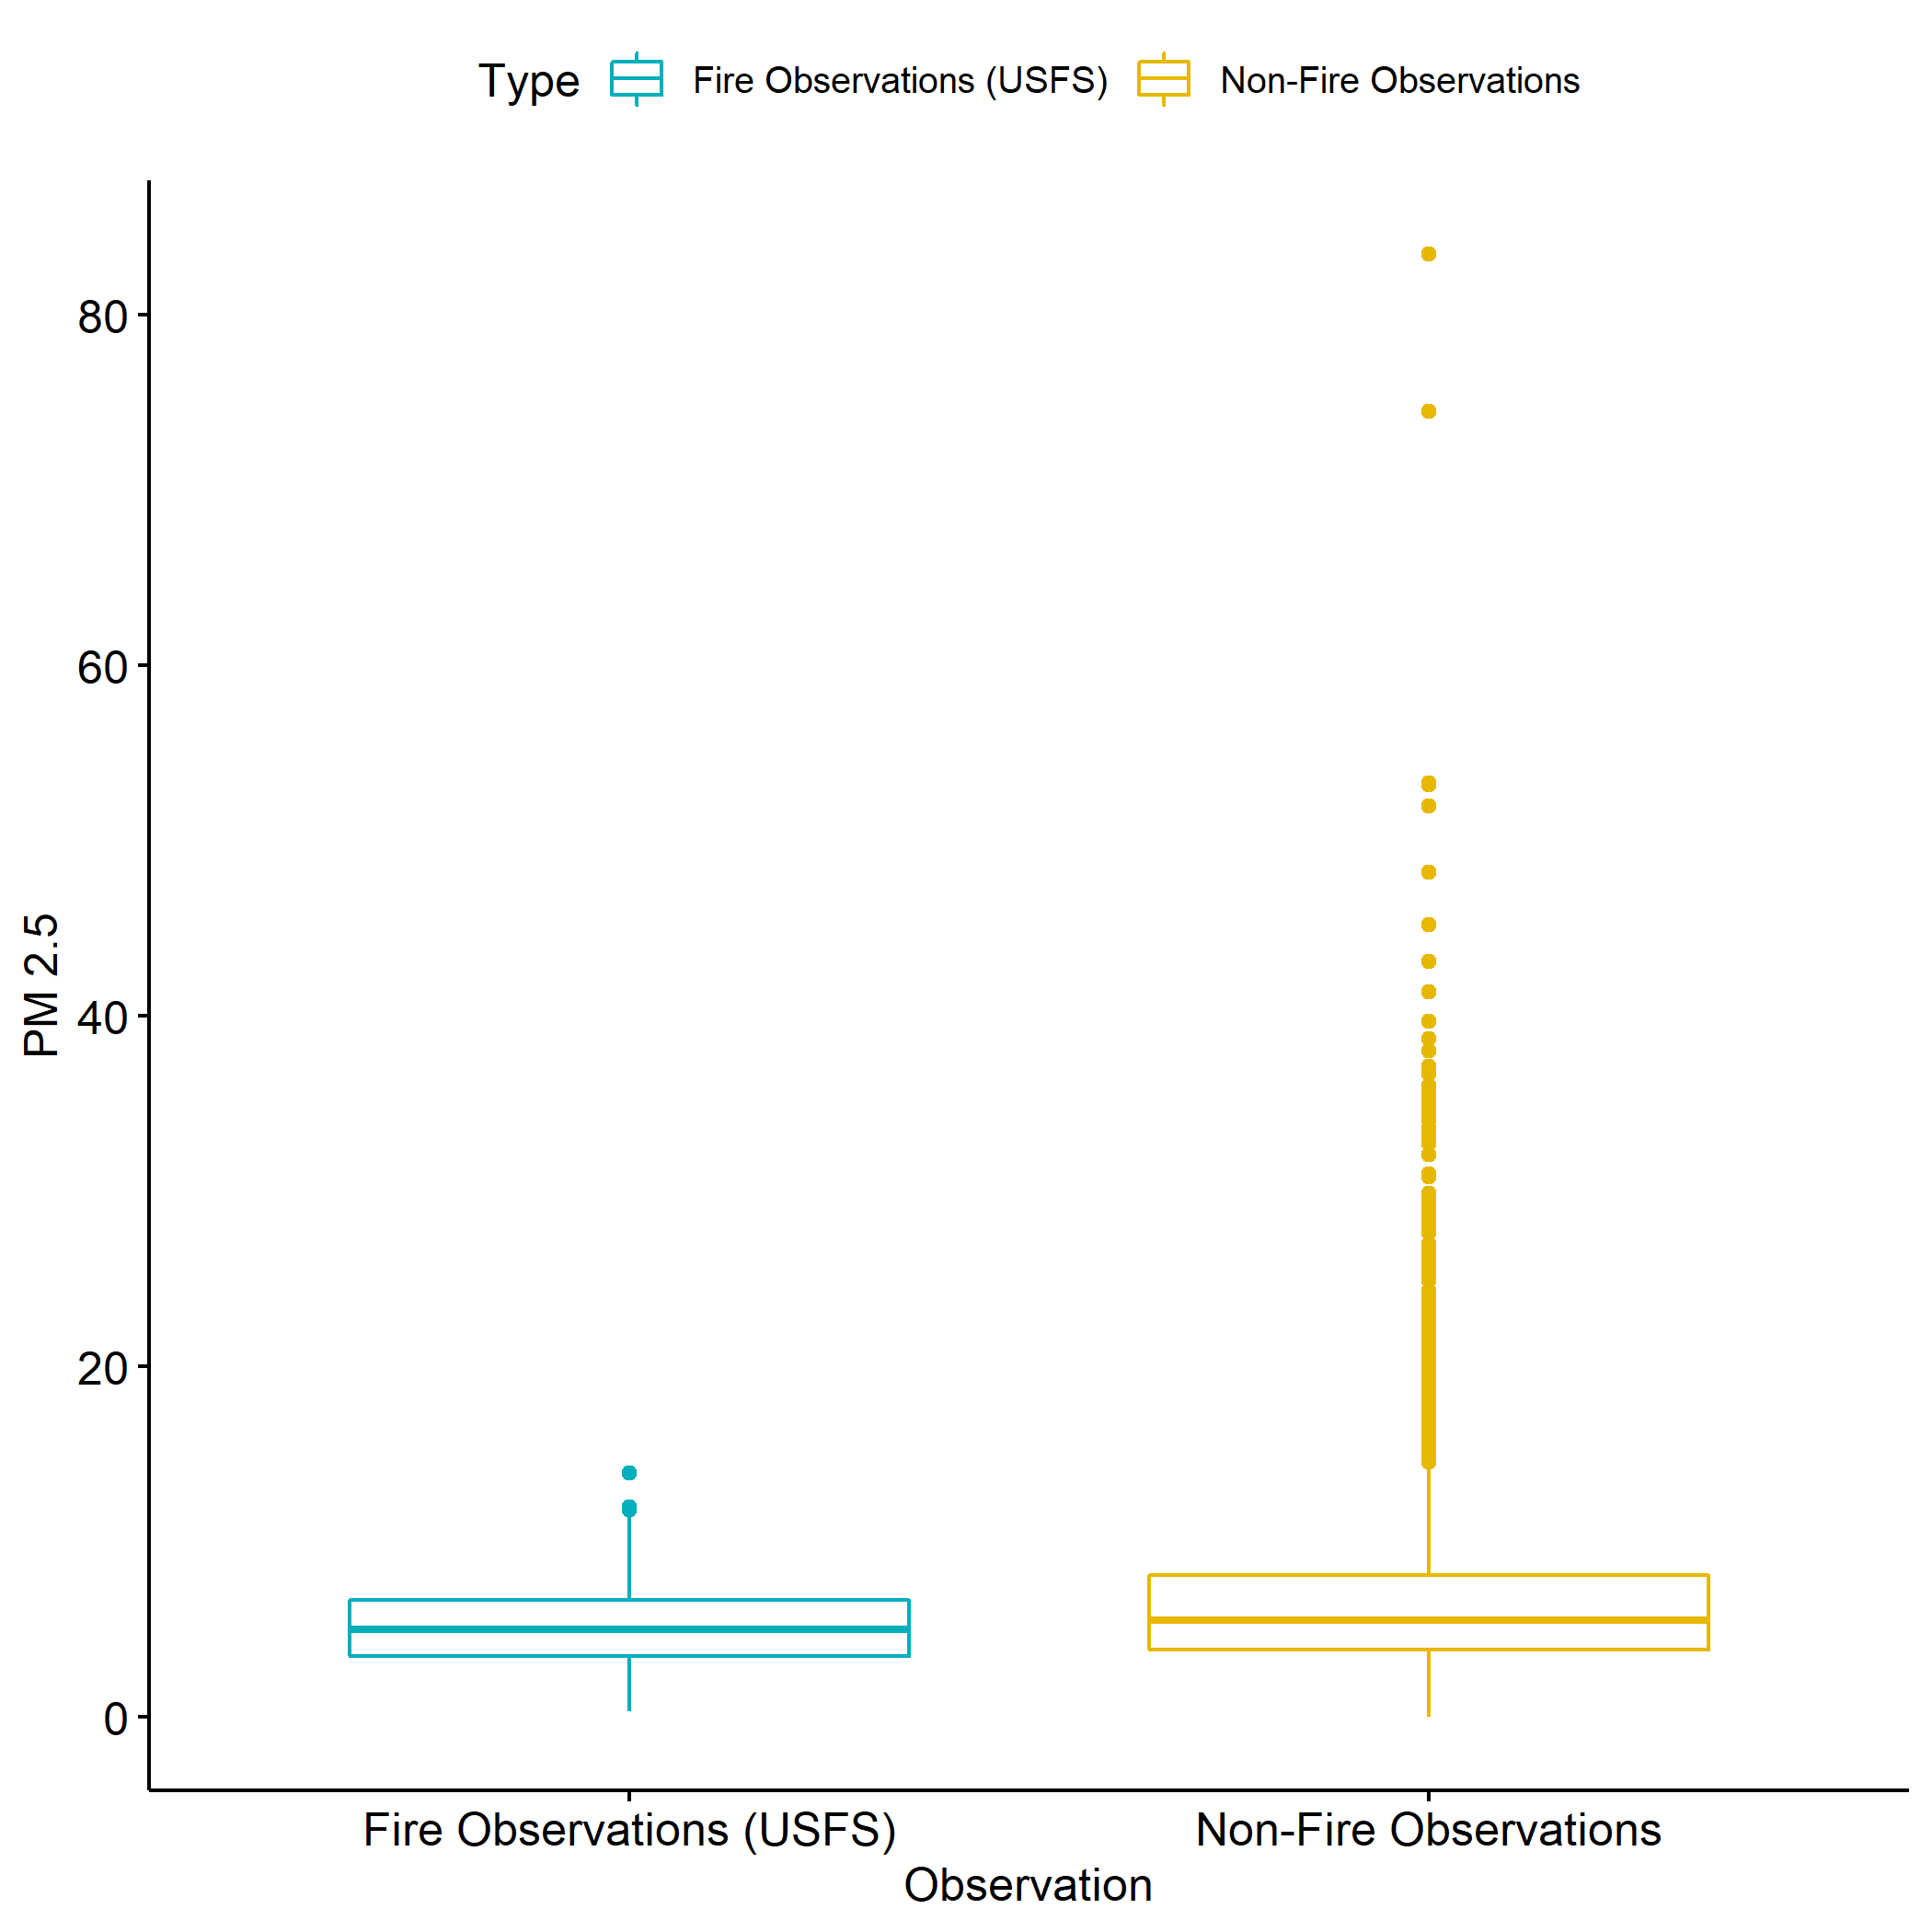 Type Fire Observations (USFS) Non-Fire Observations
80
60
40
20
0
PM 2.5
Fire Observations (USFS) Non-Fire Observations
Observation